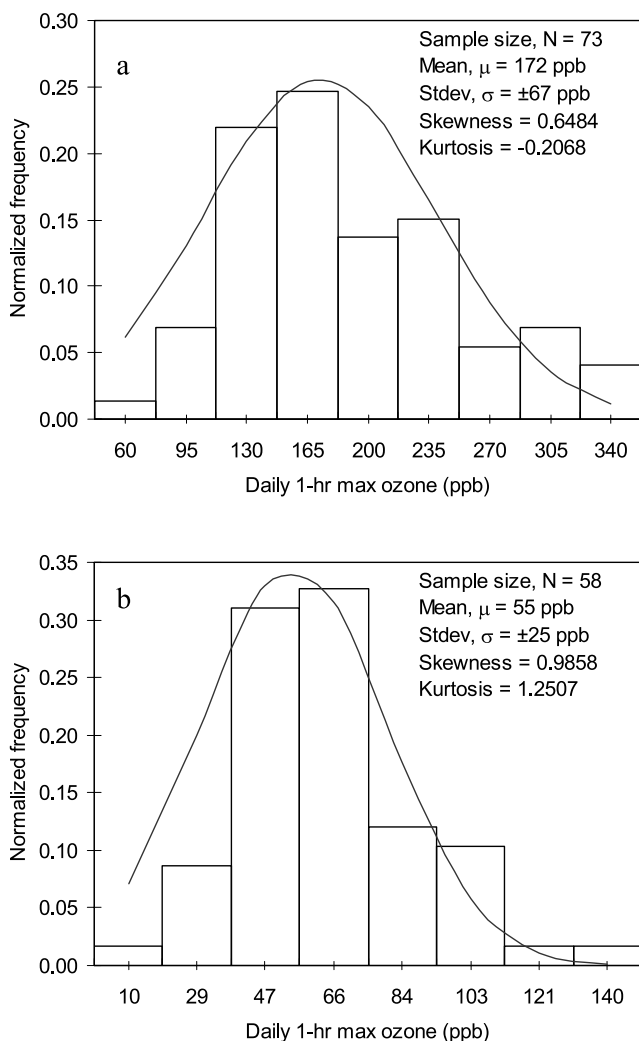 a
Sample size, N = 73
Mean, μ = 172 ppb
Stdev, σ = ±67 ppb
Skewness = 0.6484
Kurtosis = -0.2068
Normalized frequency
0.30
0.25
0.20
0.15
0.10
0.05
0.00
60 95 130 165 200 235 270 305 340
Daily 1-hr max ozone (ppb)
b
Sample size, N = 58
Mean, μ = 55 ppb
Stdev, σ = ±25 ppb
Skewness = 0.9858
Kurtosis = 1.2507
Normalized frequency
0.35
0.30
0.25
0.20
0.15
0.10
0.05
0.00
10 29 47 66 84 103 121 140
Daily 1-hr max ozone (ppb)